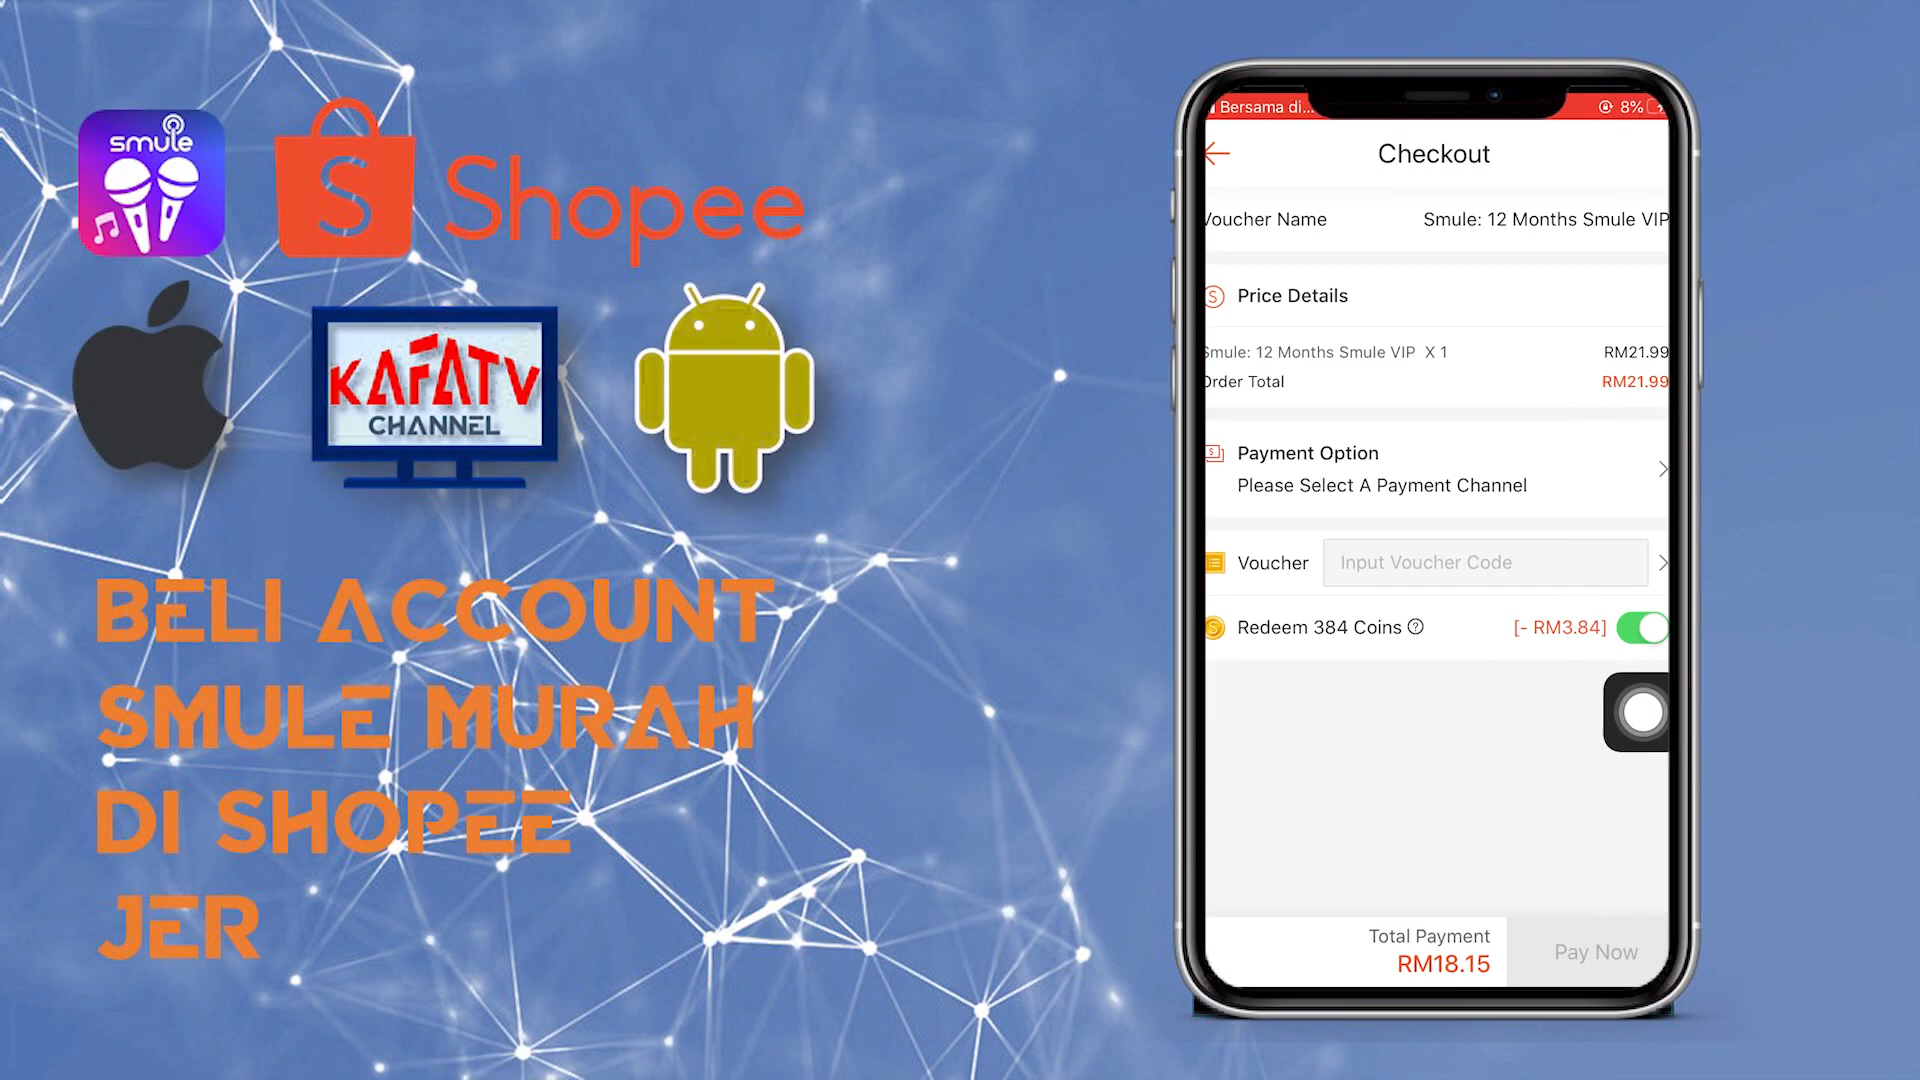 smule
S Shopee
KAFATV
CHANNEL
BELI ACCOUNT
SMULE MURAH
DI SHOPEE
JER
Bersama di... 8%
Checkout
Voucher Name Smule: 12 Months Smule VIP
Price Details
Smule: 12 Months Smule VIP X 1 RM21.99
Order Total RM21.99
Payment Option
Please Select A Payment Channel
Voucher Input Voucher Code
Redeem 384 Coins [- RM3.84]
Total Payment
RM18.15
Pay Now